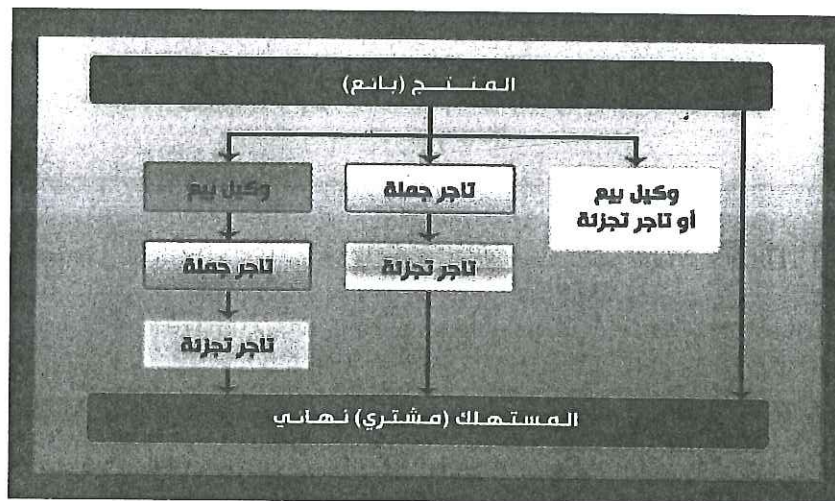 المنتج (بائع)
وكيل بيع
أو تاجر تجزئة
تاجر جملة
تاجر تجزئة
وكيل بيع
تاجر جملة
تاجر تجزئة
المستهلك (مشتري) نهائي